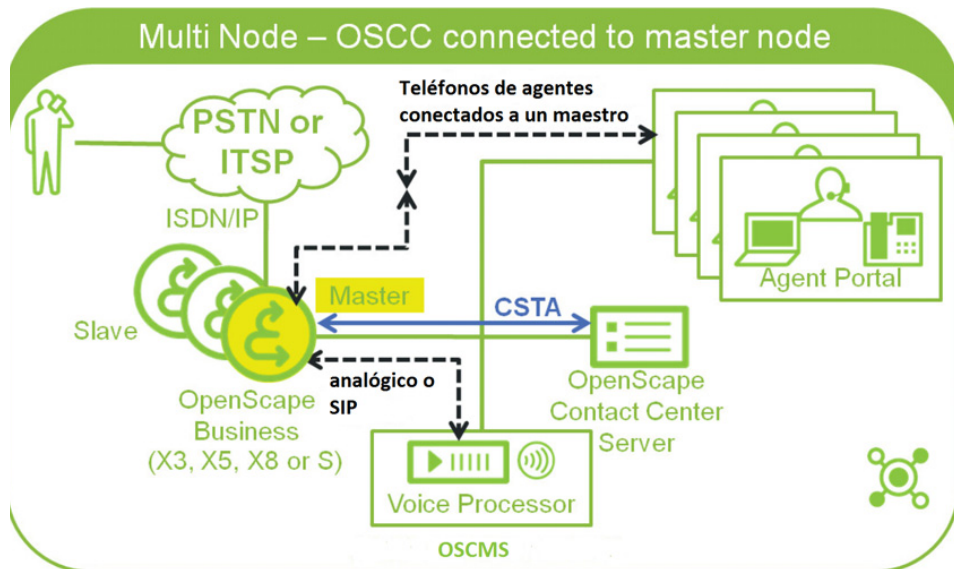 Multi Node – OSCC connected to master node
Teléfonos de agentes
conectados a un maestro
PSTN or
ITSP
ISDN/IP
Agent Portal
Master
CSTA
Slave
analógico o
SIP
OpenScape
Business
(X3, X5, X8 or S)
OpenScape
Contact Center
Server
Voice Processor
OSCMS